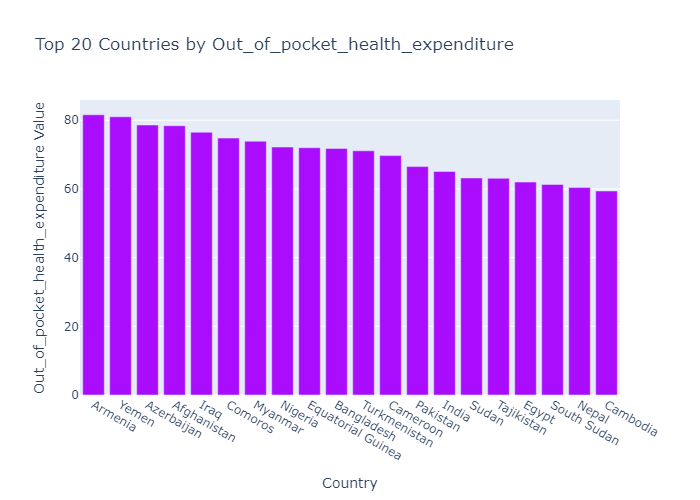 Top 20 Countries by Out_of_pocket_health_expenditure
Out_of_pocket_health_expenditure Value
80
60
40
20
0
Armenia
Yemen
Azerbaijan
Afghanistan
Iraq
Comoros
Myanmar
Nigeria
Equatorial Guinea
Bangladesh
Turkmenistan
Cameroon
Pakistan
India
Sudan
Tajikistan
Egypt
South Sudan
Nepal
Cambodia
Country